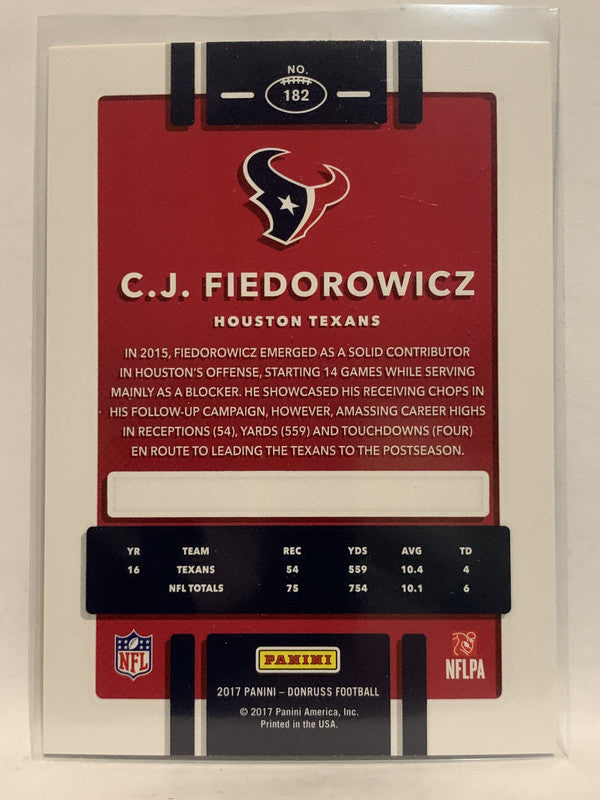 NO.
182
C.J. FIEDOROWICZ
HOUSTON TEXANS
IN 2015, FIEDOROWICZ EMERGED AS A SOLID CONTRIBUTOR
IN HOUSTON'S OFFENSE, STARTING 14 GAMES WHILE SERVING
MAINLY AS A BLOCKER. HE SHOWCASED HIS RECEIVING CHOPS IN
HIS FOLLOW-UP CAMPAIGN, HOWEVER, AMASSING CAREER HIGHS
IN RECEPTIONS (54), YARDS (559) AND TOUCHDOWNS (FOUR)
EN ROUTE TO LEADING THE TEXANS TO THE POSTSEASON.
YR TEAM REC YDS AVG TD
16 TEXANS 54 559 10.4 4
NFL TOTALS 75 754 10.1 6
NFL
PANINI
NFLPA
2017 PANINI – DONRUSS FOOTBALL
© 2017 Panini America, Inc.
Printed in the USA.